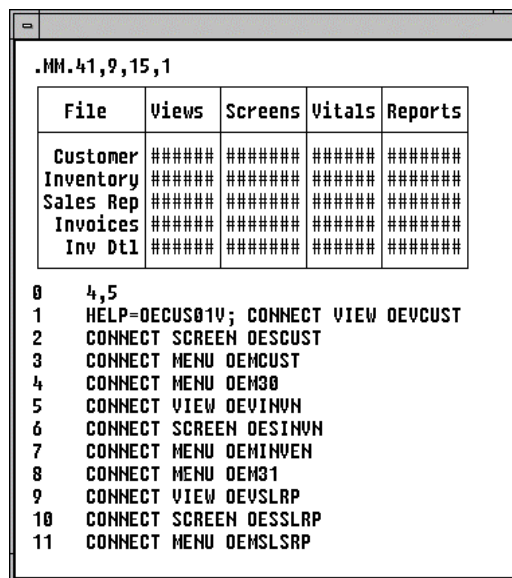 .MM.41,9,15,1
File Views Screens Vitals Reports
Customer ###### ####### ###### #######
Inventory ###### ####### ###### #######
Sales Rep ###### ####### ###### #######
Invoices ###### ####### ###### #######
Inv Dtl ###### ####### ###### #######
0 4,5
1 HELP=OECUS01V; CONNECT VIEW OEVCUST
2 CONNECT SCREEN OESCUST
3 CONNECT MENU OEMCUST
4 CONNECT MENU OEM30
5 CONNECT VIEW OEVINVN
6 CONNECT SCREEN OESINVN
7 CONNECT MENU OEMINVEN
8 CONNECT MENU OEM31
9 CONNECT VIEW OEVSLRP
10 CONNECT SCREEN OESSLRP
11 CONNECT MENU OEMSLSRP